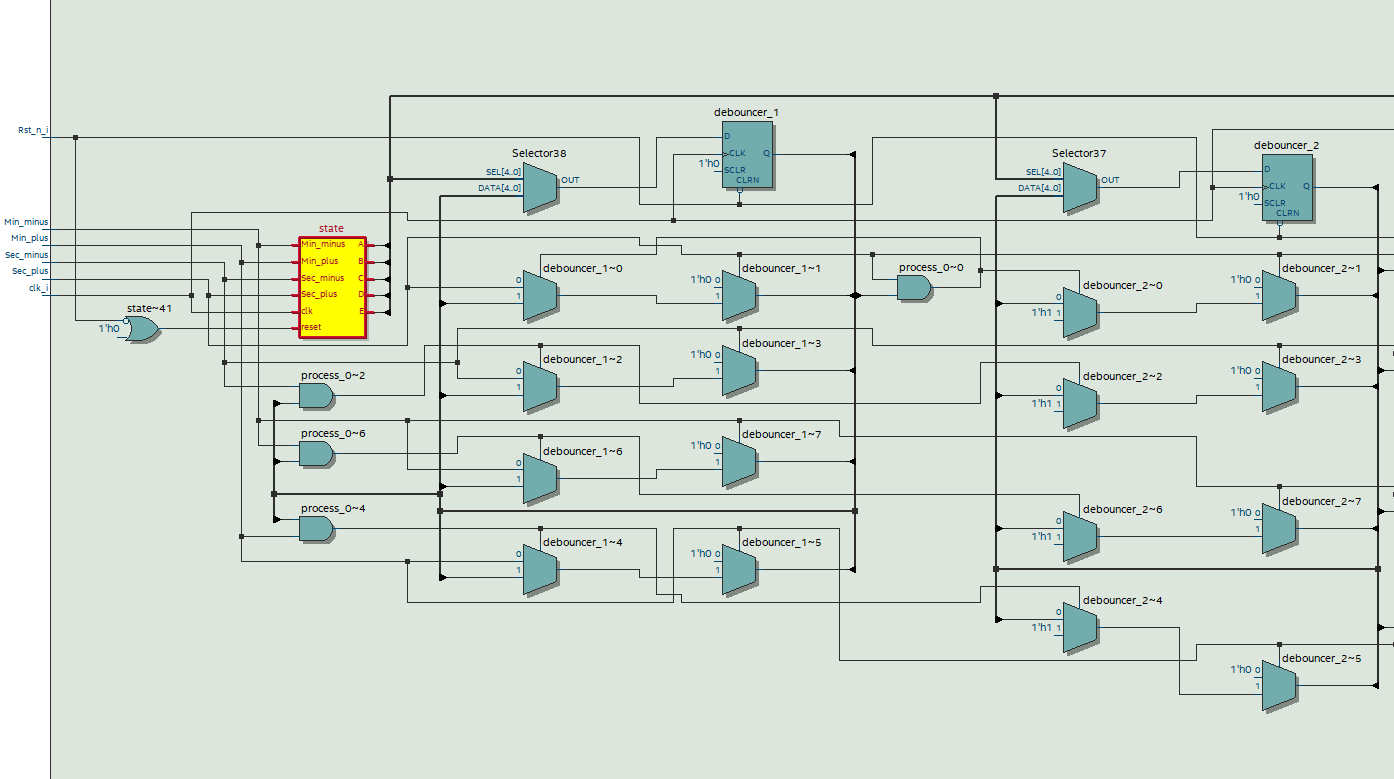 Rst_n_i
Min_minus
Min_plus
Sec_minus
Sec_plus
clk_i
state~41
1'h0
state
Min_minus A
Min_plus B
Sec_minus C
Sec_plus D
clk E
reset
process_0~2
process_0~6
process_0~4
Selector38
SEL[4..0]
DATA[4..0]
OUT
debouncer_1
D
CLK Q
1'h0 SCLR
CLRN
debouncer_1~0
0
1
debouncer_1~1
1'h0 0
1
process_0~0
debouncer_1~2
0
1
debouncer_1~3
1'h0 0
1
debouncer_1~6
0
1
debouncer_1~7
1'h0 0
1
debouncer_1~4
0
1
debouncer_1~5
1'h0 0
1
Selector37
SEL[4..0]
DATA[4..0]
OUT
debouncer_2
D
CLK Q
1'h0 SCLR
CLRN
debouncer_2~0
0
1'h1 1
debouncer_2~1
1'h0 0
1
debouncer_2~2
0
1'h1 1
debouncer_2~3
1'h0 0
1
debouncer_2~6
0
1'h1 1
debouncer_2~7
1'h0 0
1
debouncer_2~4
0
1'h1 1
debouncer_2~5
1'h0 0
1